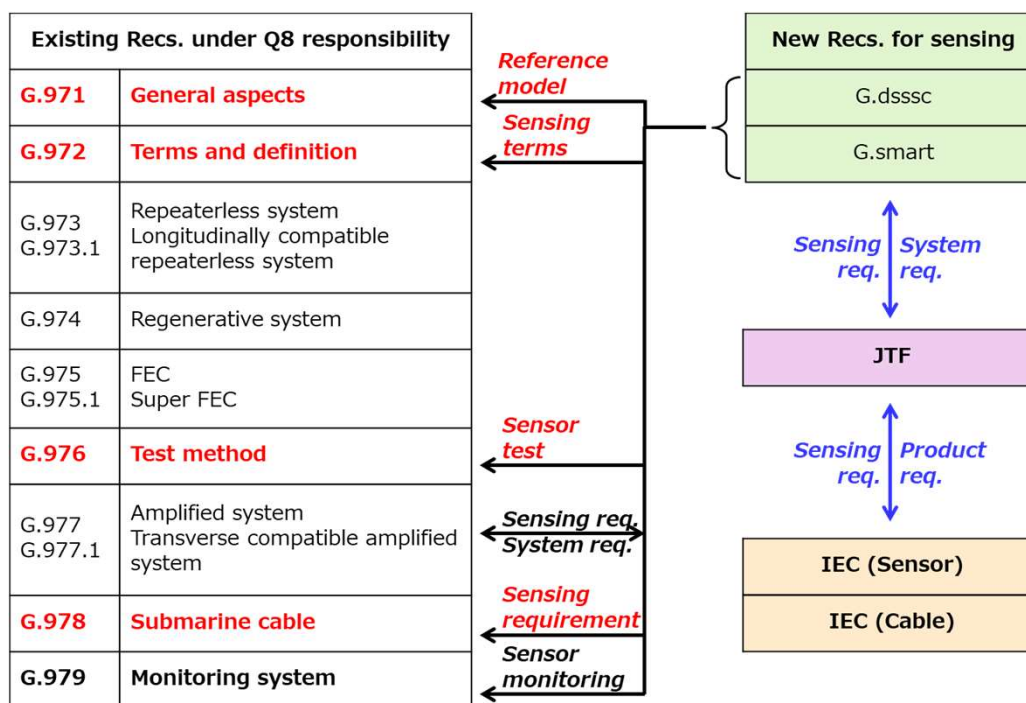 Existing Recs. under Q8 responsibility
G.971 General aspects
G.972 Terms and definition
G.973
G.973.1
Repeaterless system
Longitudinally compatible
repeaterless system
G.974 Regenerative system
G.975
G.975.1
FEC
Super FEC
G.976 Test method
G.977
G.977.1
Amplified system
Transverse compatible amplified
system
G.978 Submarine cable
G.979 Monitoring system
Reference
model
Sensing
terms
Sensor
test
Sensing req.
System req.
Sensing
requirement
Sensor
monitoring
New Recs. for sensing
G.dsssc
G.smart
Sensing
req.
System
req.
JTF
Sensing
req.
Product
req.
IEC (Sensor)
IEC (Cable)